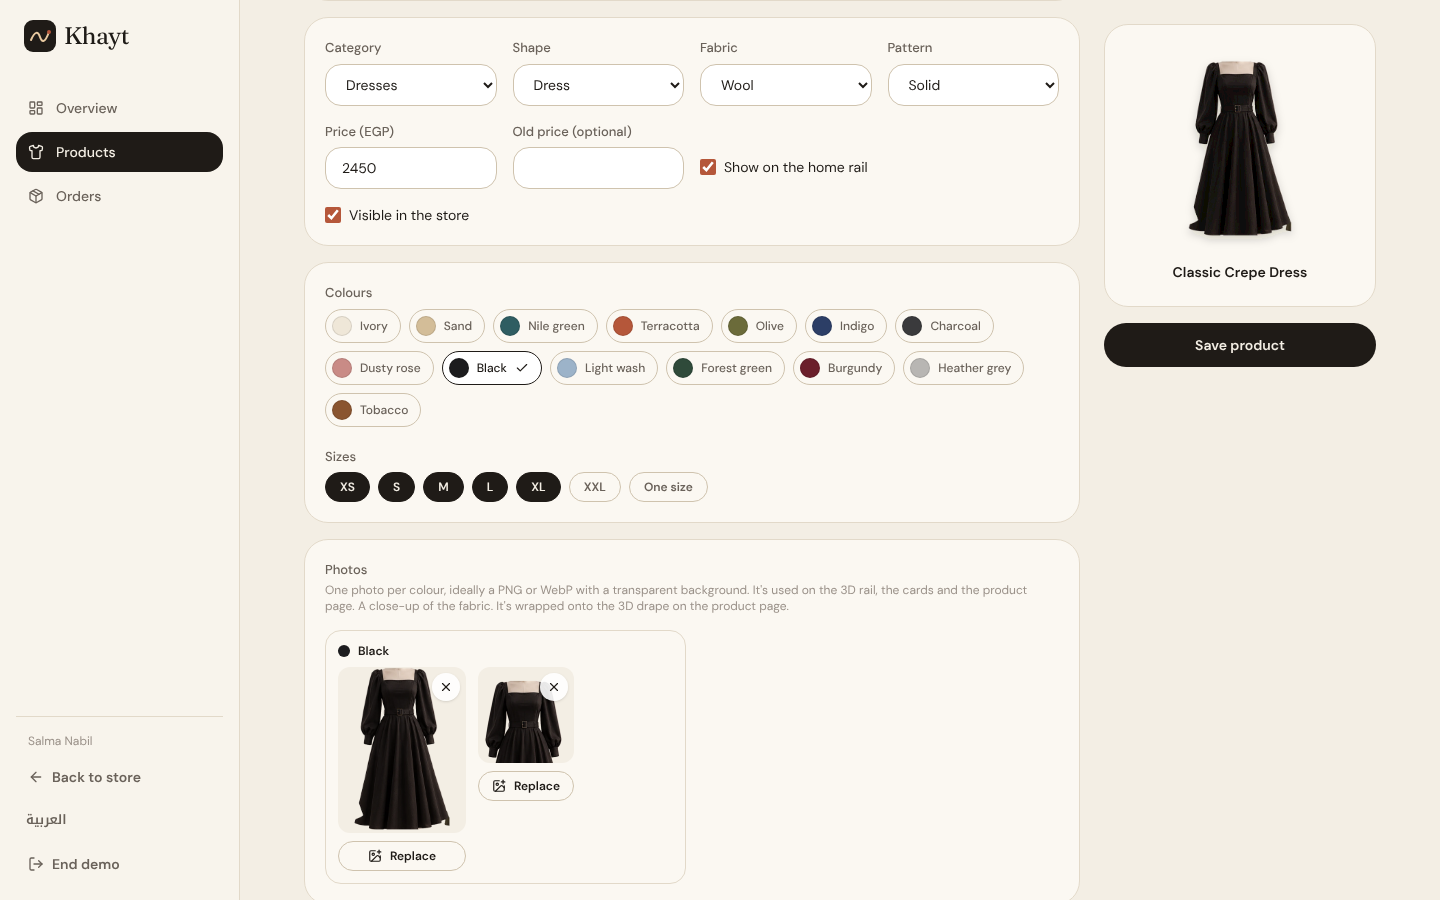 Khayt
Overview
Products
Orders
Salma Nabil
Back to store
العربية
End demo
Category
Shape
Fabric
Pattern
Dresses
Dress
Wool
Solid
Price (EGP)
Old price (optional)
2450
Show on the home rail
Visible in the store
Colours
Ivory
Sand
Nile green
Terracotta
Olive
Indigo
Charcoal
Dusty rose
Black
Light wash
Forest green
Burgundy
Heather grey
Tobacco
Sizes
XS
S
M
L
XL
XXL
One size
Photos
One photo per colour, ideally a PNG or WebP with a transparent background. It's used on the 3D rail, the cards and the product
page. A close-up of the fabric. It's wrapped onto the 3D drape on the product page.
Black
Replace
Replace
Classic Crepe Dress
Save product